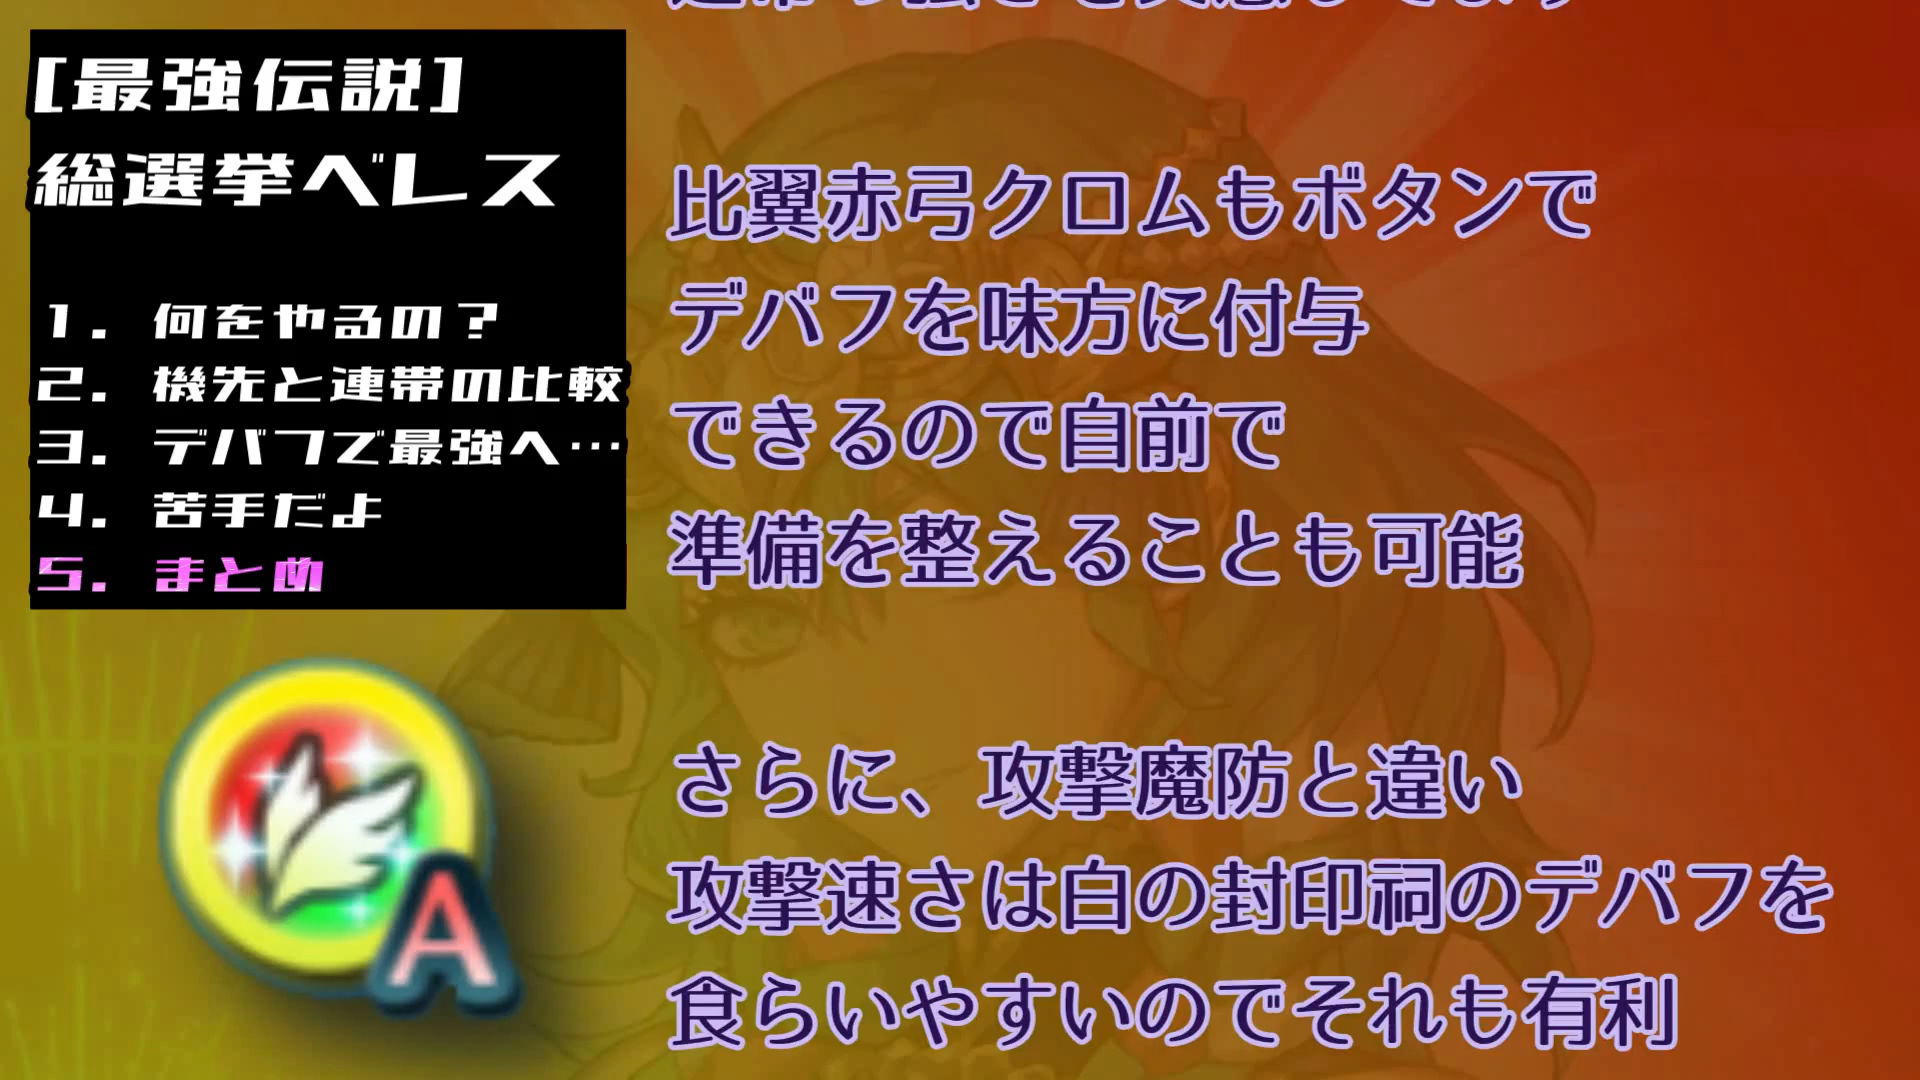 [最強伝説]
総選挙ベレス
1. 何をやるの?
2. 機先と連帯の比較
3. デバフで最強へ…
4. 苦手だよ
5. まとめ
比翼赤弓クロムもボタンで
デバフを味方に付与
できるので自前で
準備を整えることも可能
さらに、攻撃魔防と違い
攻撃速さは白の封印祠のデバフを
食らいやすいのでそれも有利
A